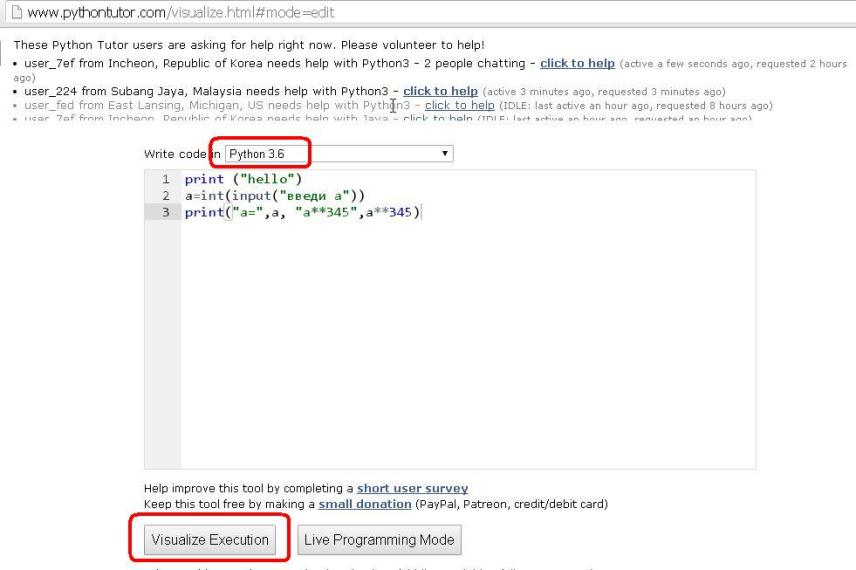 www.pythontutor.com/visualize.html#mode=edit
These Python Tutor users are asking for help right now. Please volunteer to help!
• user_7ef from Incheon, Republic of Korea needs help with Python3 - 2 people chatting - click to help (active a few seconds ago, requested 2 hours
ago)
• user_224 from Subang Jaya, Malaysia needs help with Python3 - click to help (active 3 minutes ago, requested 3 minutes ago)
• user_fed from East Lansing, Michigan, US needs help with Python3 - click to help (IDLE: last active an hour ago, requested 8 hours ago)
• user_7ef from Incheon, Republic of Korea needs help with Java - click to help (IDLE: last active an hour ago, requested an hour ago)
Write code in Python 3.6
1 print ("hello")
2 a=int(input("введи a"))
3 print("a=",a, "a**345",a**345)
Help improve this tool by completing a short user survey
Keep this tool free by making a small donation (PayPal, Patreon, credit/debit card)
Visualize Execution Live Programming Mode